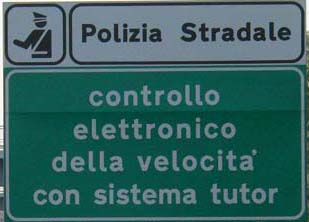 Polizia Stradale
controllo
elettronico
della velocita'
con sistema tutor